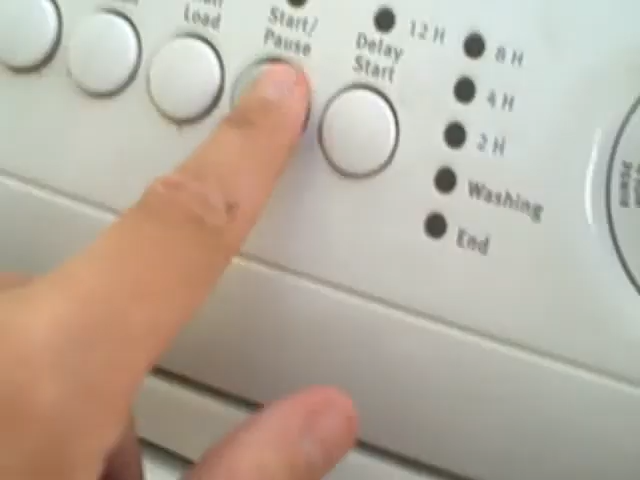 Load
Start/
Pause
Delay
Start
12 H
8 H
4 H
2 H
Washing
End